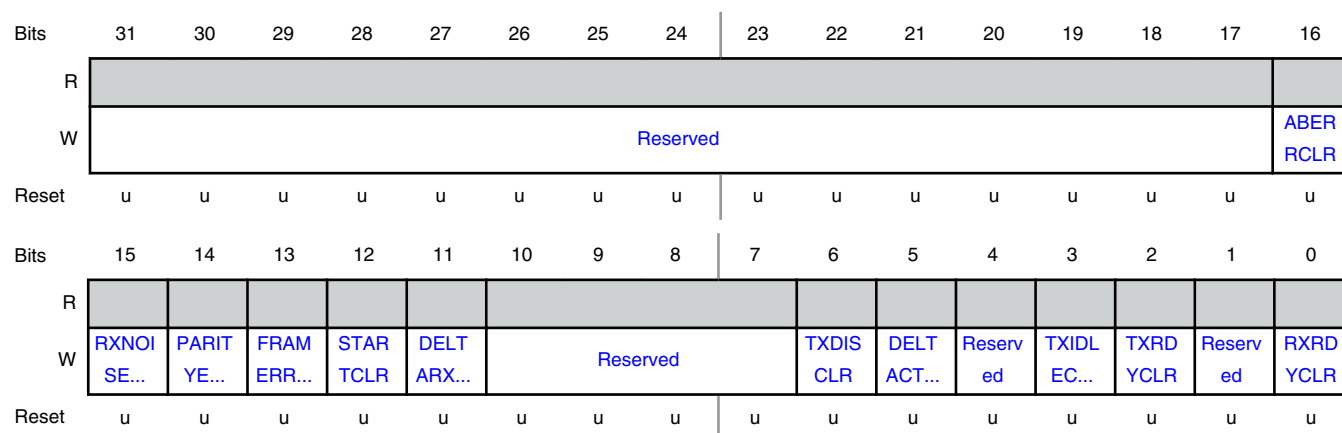 Bits 31 30 29 28 27 26 25 24 23 22 21 20 19 18 17 16
R
W Reserved ABER
RCLR
Reset u u u u u u u u u u u u u u u u
Bits 15 14 13 12 11 10 9 8 7 6 5 4 3 2 1 0
R
W RXNOI PARIT FRAM STAR DELT Reserved TXDIS DELT Reserv TXIDL TXRD Reserv RXRD
SE... YE... ERR... TCLR ARX... CLR ACT... ed EC... YCLR ed YCLR
Reset u u u u u u u u u u u u u u u u